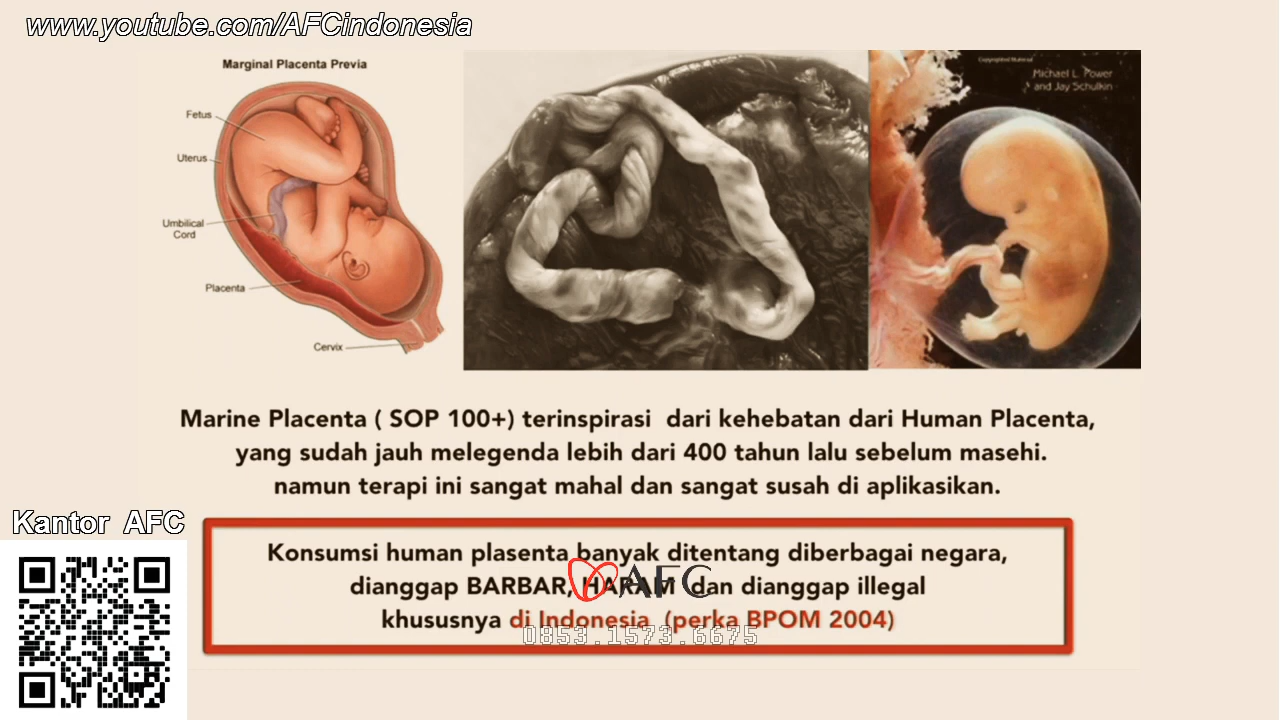 www.youtube.com/AFCindonesia
Marginal Placenta Previa
Fetus
Uterus
Umbilical
Cord
Placenta
Cervix
Copyrighted Material
Michael L. Power
and Jay Schulkin
Marine Placenta ( SOP 100+) terinspirasi dari kehebatan dari Human Placenta,
yang sudah jauh melegenda lebih dari 400 tahun lalu sebelum masehi.
namun terapi ini sangat mahal dan sangat susah di aplikasikan.
Kantor AFC
Konsumsi human plasenta banyak ditentang diberbagai negara,
dianggap BARBAR, HARAM dan dianggap illegal
AFC
khususnya di Indonesia (perka BPOM 2004)
0853.1573.6675